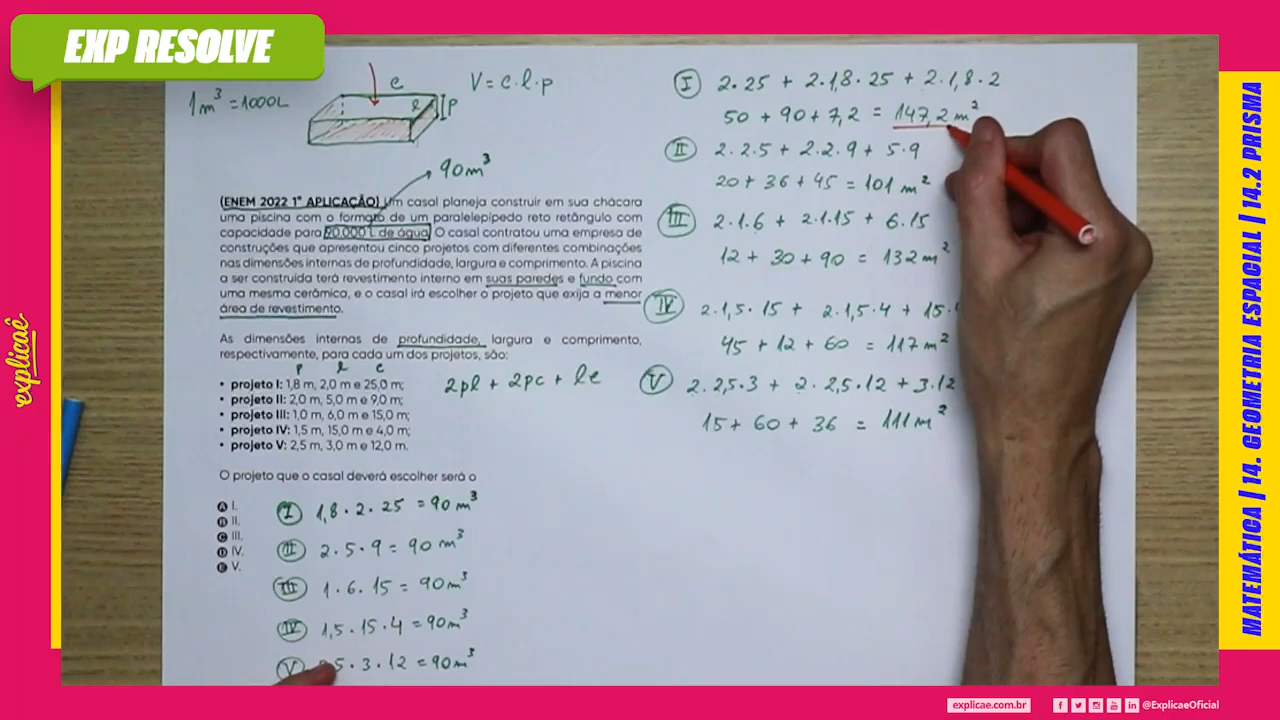 EXP RESOLVE
1m³ = 1000L
c
l
p
V = c · l · p
90m³
(ENEM 2022 1ª APLICAÇÃO) Um casal planeja construir em sua chácara
uma piscina com o formato de um paralelepípedo reto retângulo com
capacidade para 90.000 L de água. O casal contratou uma empresa de
construções que apresentou cinco projetos com diferentes combinações
nas dimensões internas de profundidade, largura e comprimento. A piscina
a ser construída terá revestimento interno em suas paredes e fundo com
uma mesma cerâmica, e o casal irá escolher o projeto que exija a menor
área de revestimento.
As dimensões internas de profundidade, largura e comprimento,
respectivamente, para cada um dos projetos, são:
p l c
• projeto I: 1,8 m, 2,0 m e 25,0 m;
• projeto II: 2,0 m, 5,0 m e 9,0 m;
• projeto III: 1,0 m, 6,0 m e 15,0 m;
• projeto IV: 1,5 m, 15,0 m e 4,0 m;
• projeto V: 2,5 m, 3,0 m e 12,0 m.
2pl + 2pc + lc
O projeto que o casal deverá escolher será o
A I.
B II.
C III.
D IV.
E V.
I 1,8 · 2 · 25 = 90m³
II 2 · 5 · 9 = 90 m³
III 1 · 6 · 15 = 90m³
IV 1,5 · 15 · 4 = 90m³
V 5 · 3 · 12 = 90m³
I 2·25 + 2·1,8·25 + 2·1,8·2
50 + 90 + 7,2 = 147,2 m²
II 2·2·5 + 2·2·9 + 5·9
20 + 36 + 45 = 101 m²
III 2·1·6 + 2·1·15 + 6·15
12 + 30 + 90 = 132 m²
IV 2·1,5·15 + 2·1,5·4 + 15·
45 + 12 + 60 = 117 m²
V 2·2,5·3 + 2·2,5·12 + 3·12
15 + 60 + 36 = 111 m²
explicaê
MATEMÁTICA | 14. GEOMETRIA ESPACIAL | 14.2 PRISMA
explicae.com.br
@ExplicaeOficial